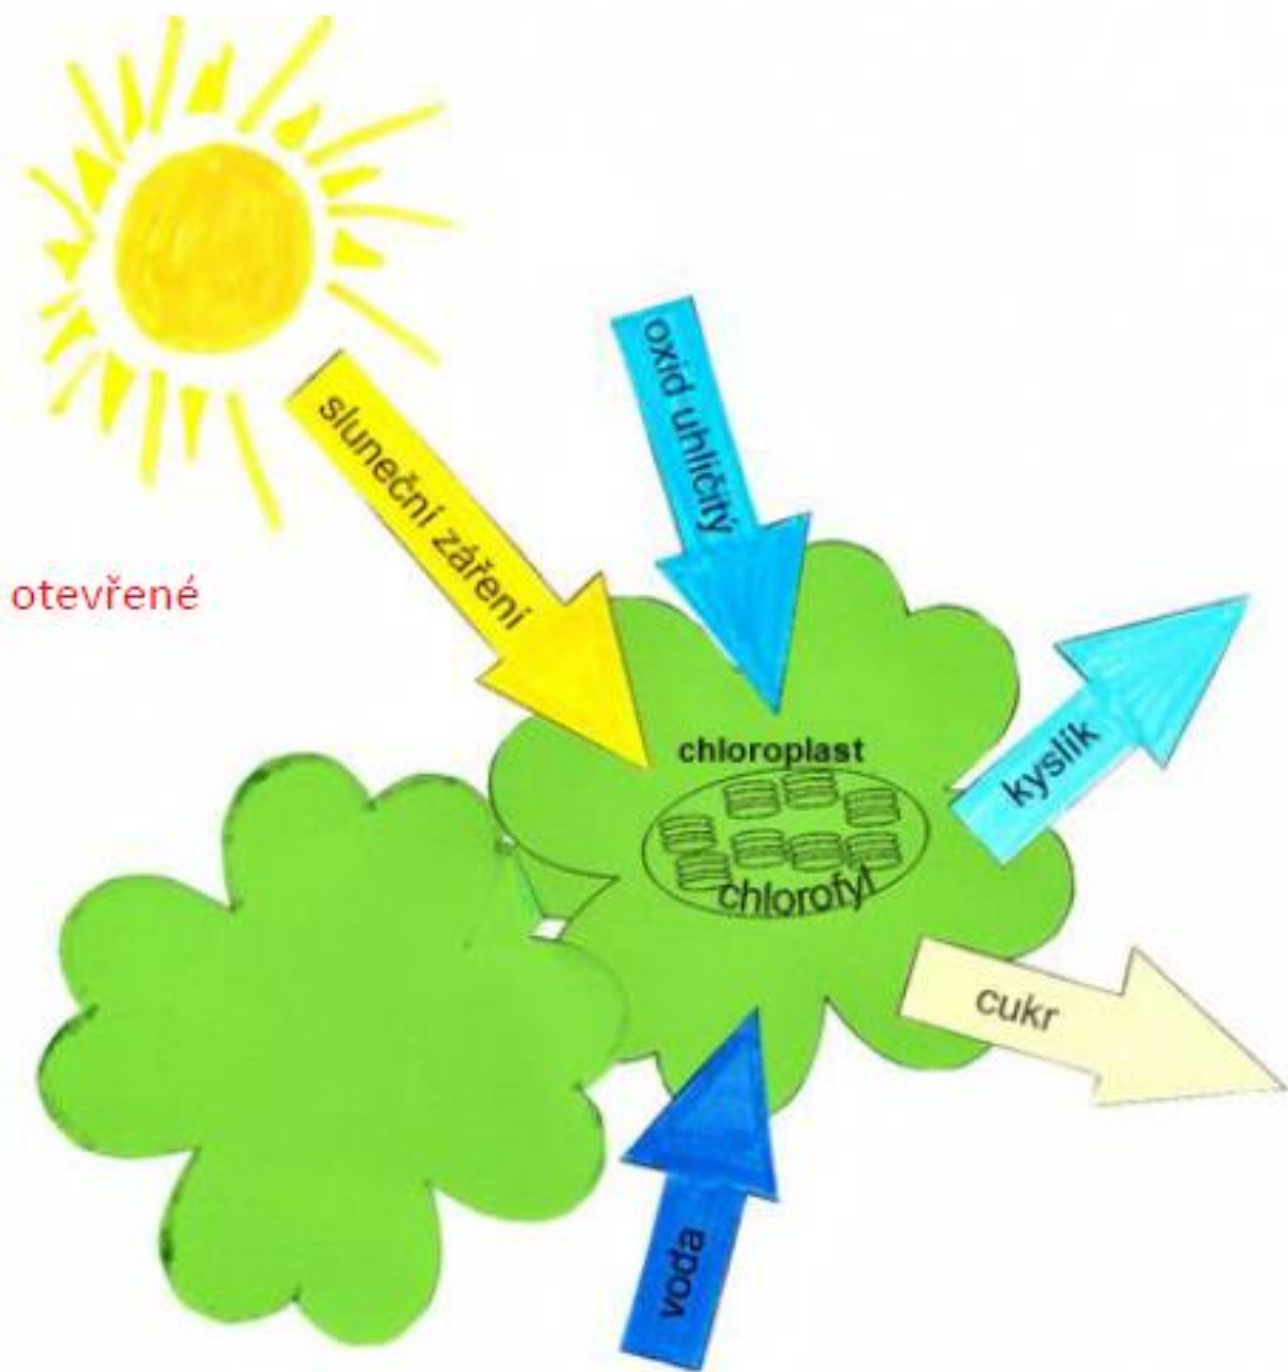 oxid uhličitý
sluneční záření
otevřené
chloroplast
kyslík
chlorofyl
cukr
voda